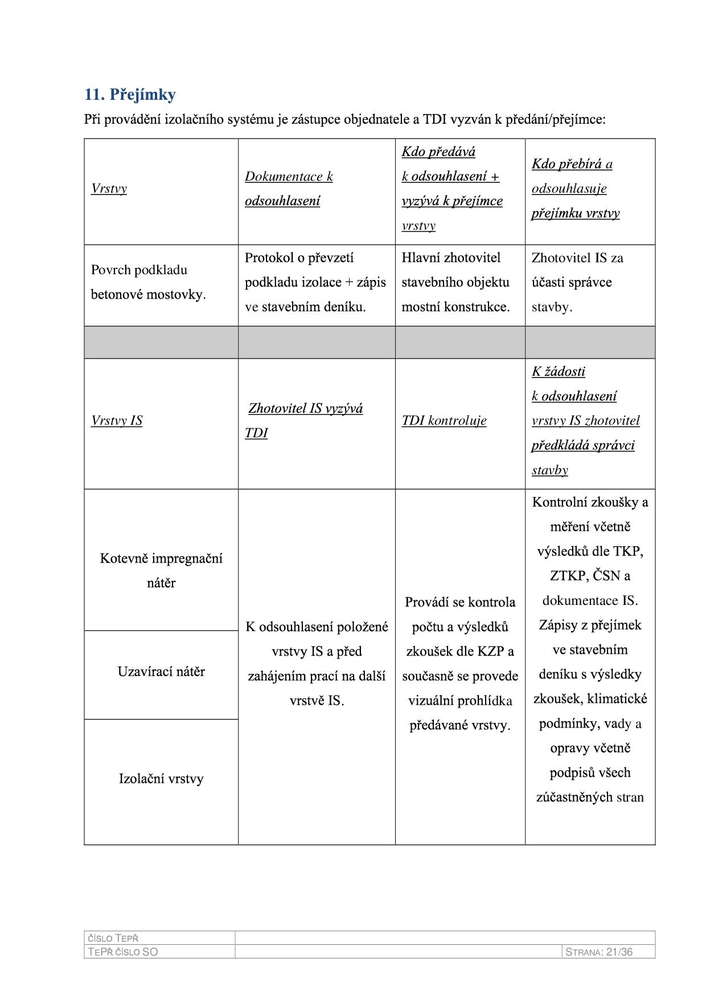 11. Přejímky
Při provádění izolačního systému je zástupce objednatele a TDI vyzván k předání/přejímce:
Vrstvy
Dokumentace k
odsouhlasení
Kdo předává
k odsouhlasení +
vyzývá k přejímce
vrstvy
Kdo přebírá a
odsouhlasuje
přejímku vrstvy
Povrch podkladu
betonové mostovky.
Protokol o převzetí
podkladu izolace + zápis
ve stavebním deníku.
Hlavní zhotovitel
stavebního objektu
mostní konstrukce.
Zhotovitel IS za
účasti správce
stavby.
Vrstvy IS
Zhotovitel IS vyzývá
TDI
TDI kontroluje
K žádosti
k odsouhlasení
vrstvy IS zhotovitel
předkládá správci
stavby
Kotevně impregnační
nátěr
Uzavírací nátěr
Izolační vrstvy
K odsouhlasení položené
vrstvy IS a před
zahájením prací na další
vrstvě IS.
Provádí se kontrola
počtu a výsledků
zkoušek dle KZP a
současně se provede
vizuální prohlídka
předávané vrstvy.
Kontrolní zkoušky a
měření včetně
výsledků dle TKP,
ZTKP, ČSN a
dokumentace IS.
Zápisy z přejímek
ve stavebním
deníku s výsledky
zkoušek, klimatické
podmínky, vady a
opravy včetně
podpisů všech
zúčastněných stran
ČÍSLO TEPŘ
TEPŘ ČÍSLO SO
STRANA: 21/36